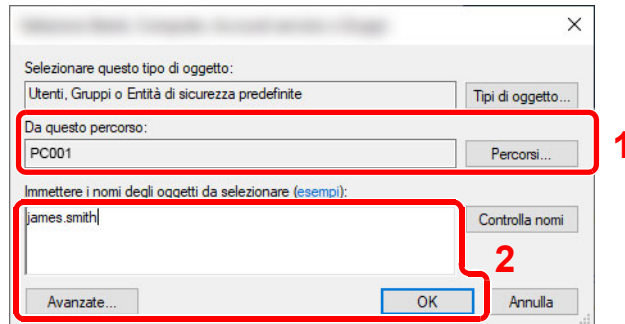 Selezionare questo tipo di oggetto:
Utenti, Gruppi o Entità di sicurezza predefinite
Tipi di oggetto...
Da questo percorso:
PC001
Percorsi...
1
Immettere i nomi degli oggetti da selezionare (esempi):
james.smith
Controlla nomi
2
Avanzate...
OK
Annulla